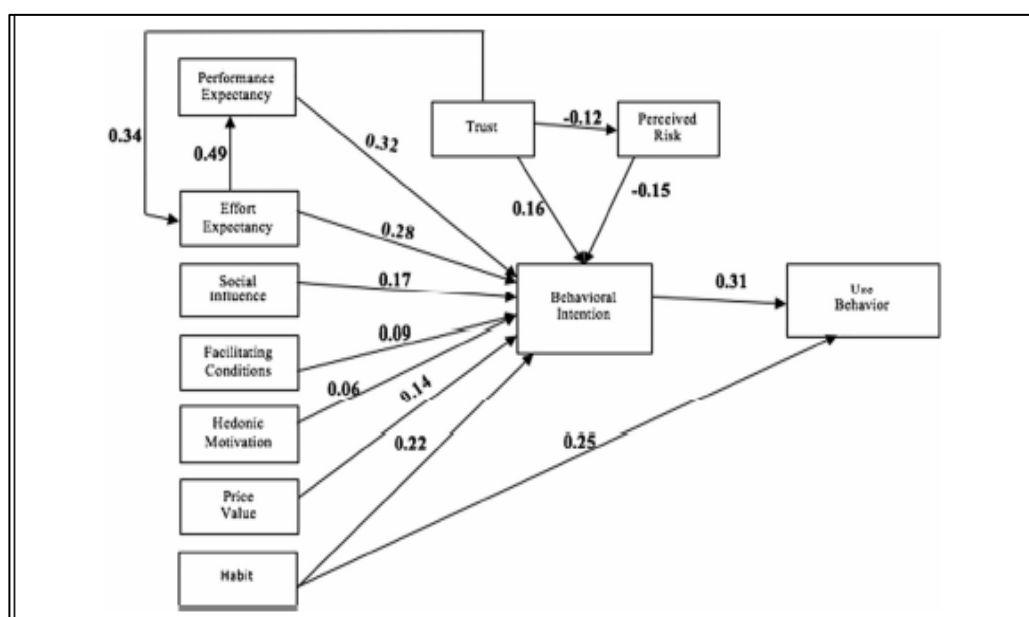 Performance
Expectancy
Trust
-0.12
Perceived
Risk
0.34
0.32
0.49
-0.15
0.16
Effort
Expectancy
0.28
Social
Influence
0.17
Behavioral
Intention
0.31
Use
Behavior
0.09
Facilitating
Conditions
0.06
0.14
Hedonic
Motivation
0.22
0.25
Price
Value
Habit